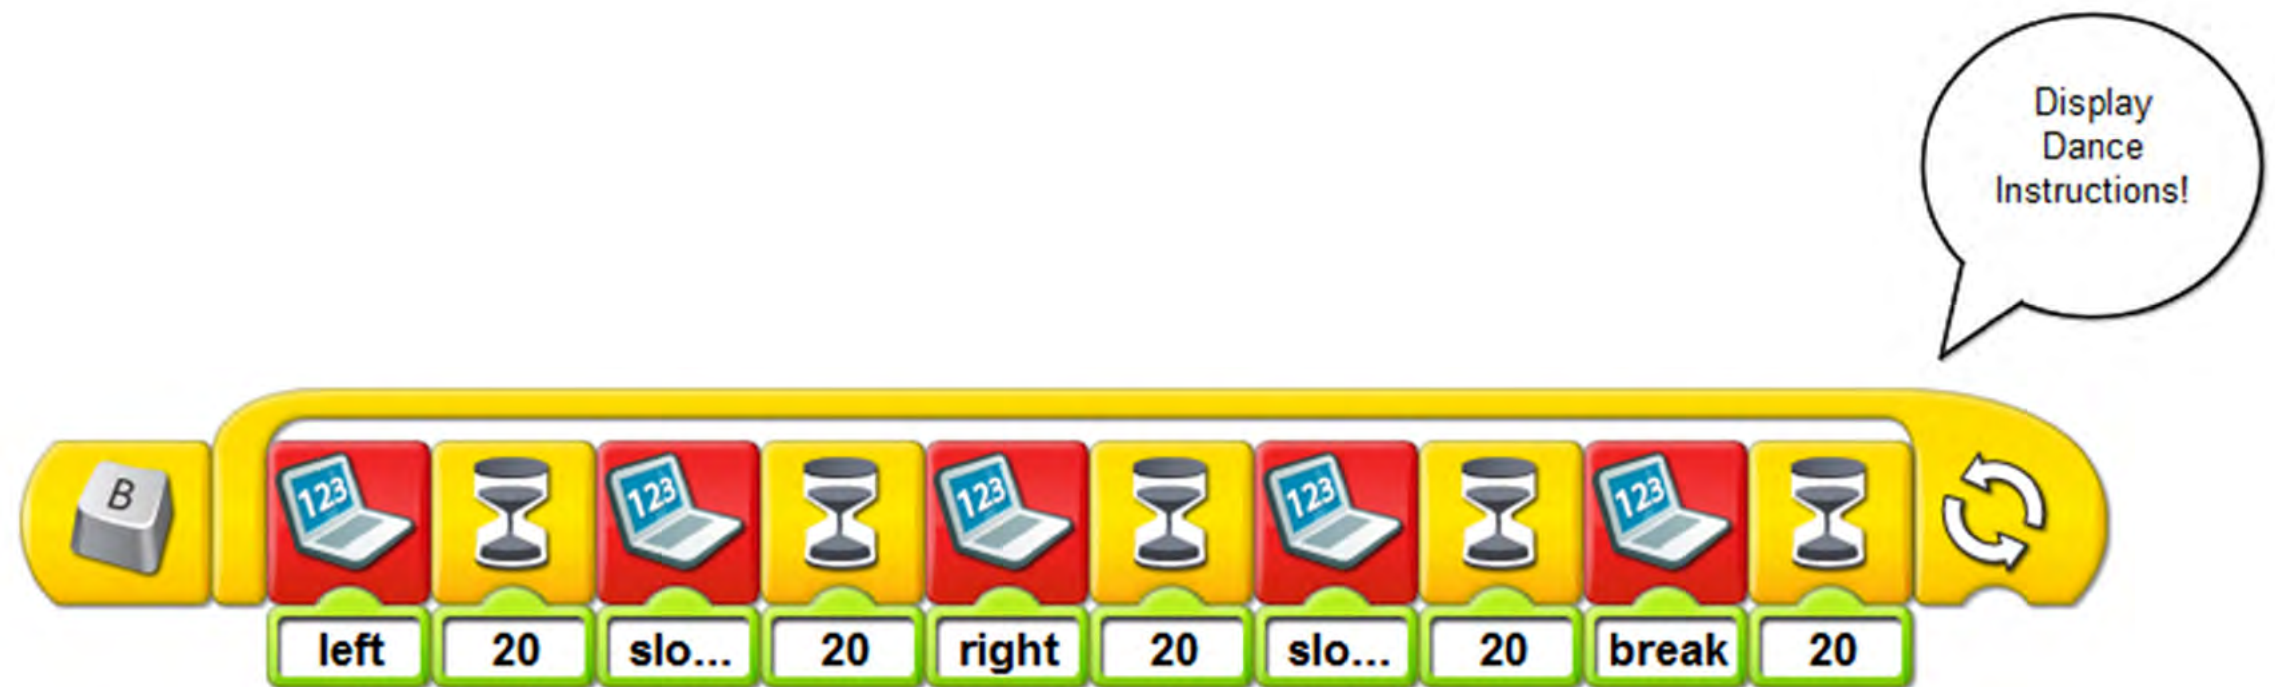 Display
Dance
Instructions!
B
123 123 123 123 123
left 20 slo... 20 right 20 slo... 20 break 20